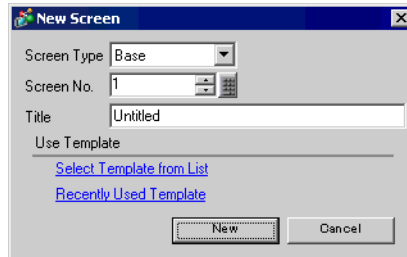 New Screen
Screen Type Base
Screen No. 1
Title Untitled
Use Template
Select Template from List
Recently Used Template
New Cancel